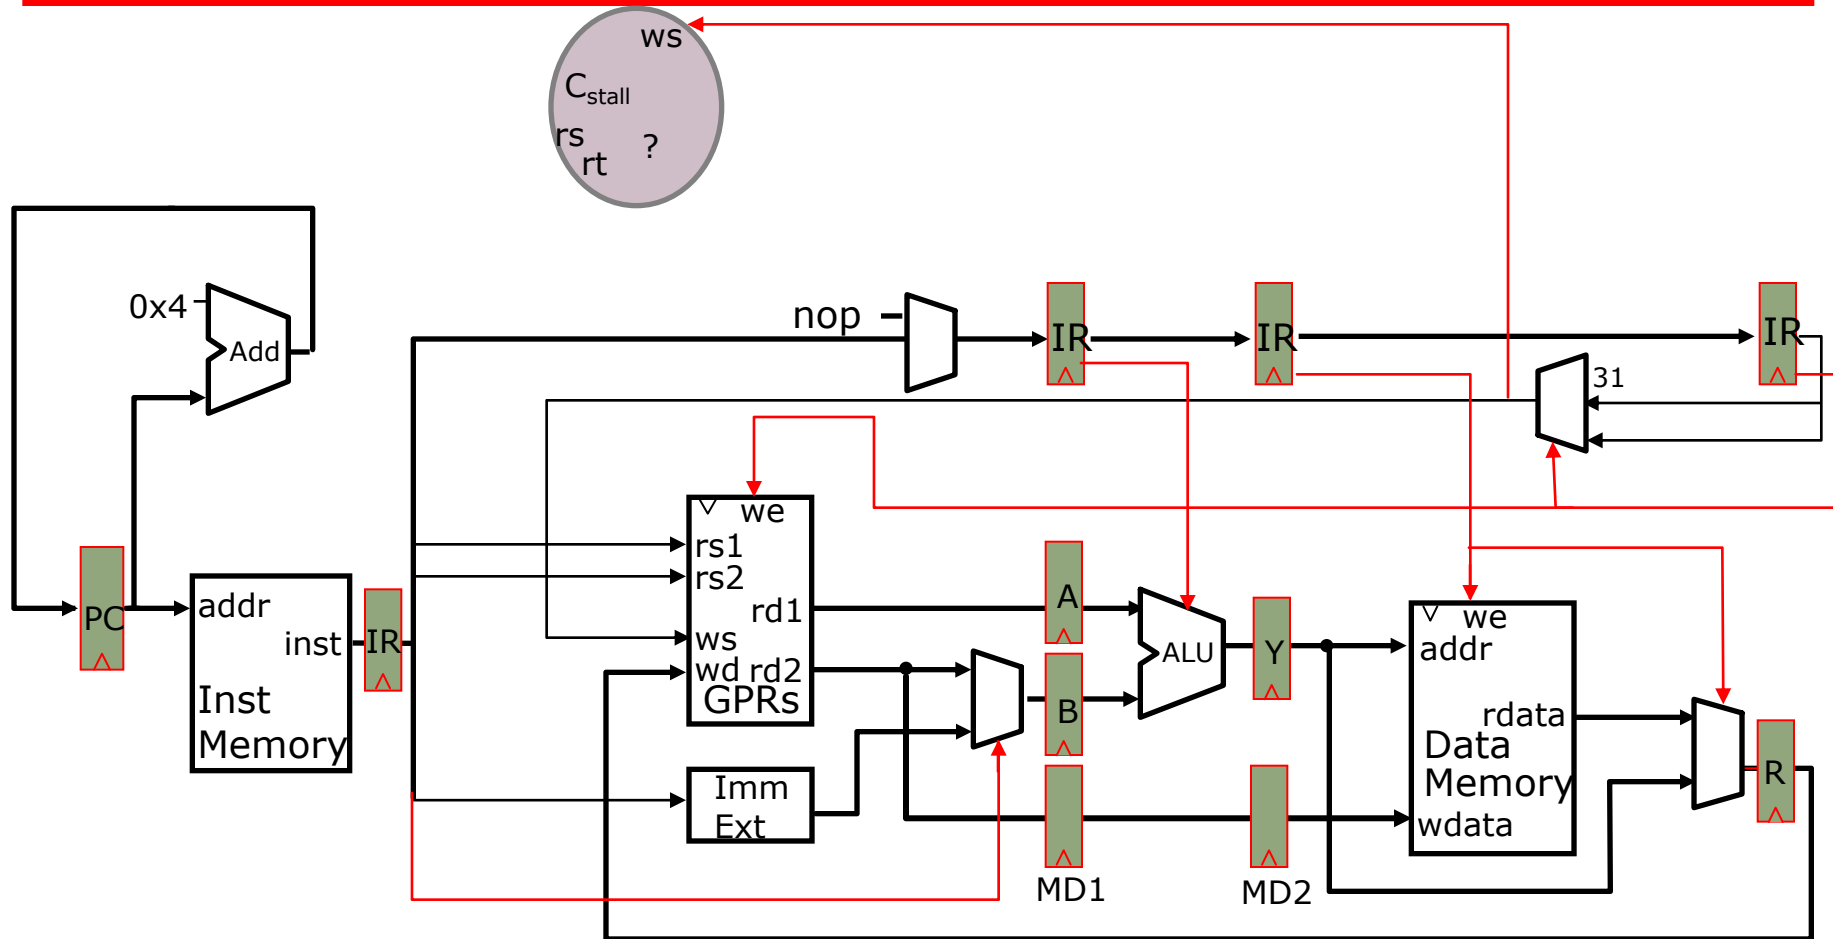 ws
C_stall
rs
?
rt
0x4
nop
IR
IR
IR
Add
31
we
rs1
rs2
rd1
ws
wd rd2
GPRs
PC
addr
inst
Inst
Memory
IR
A
B
ALU
Y
we
addr
rdata
Data
Memory
wdata
R
Imm
Ext
MD1
MD2